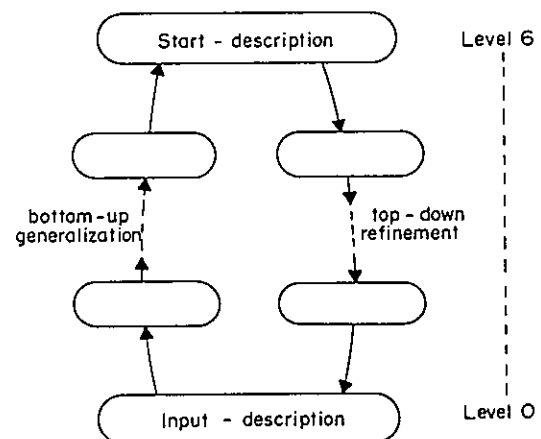 Start - description
Level 6
bottom-up
generalization
top-down
refinement
Input - description
Level 0